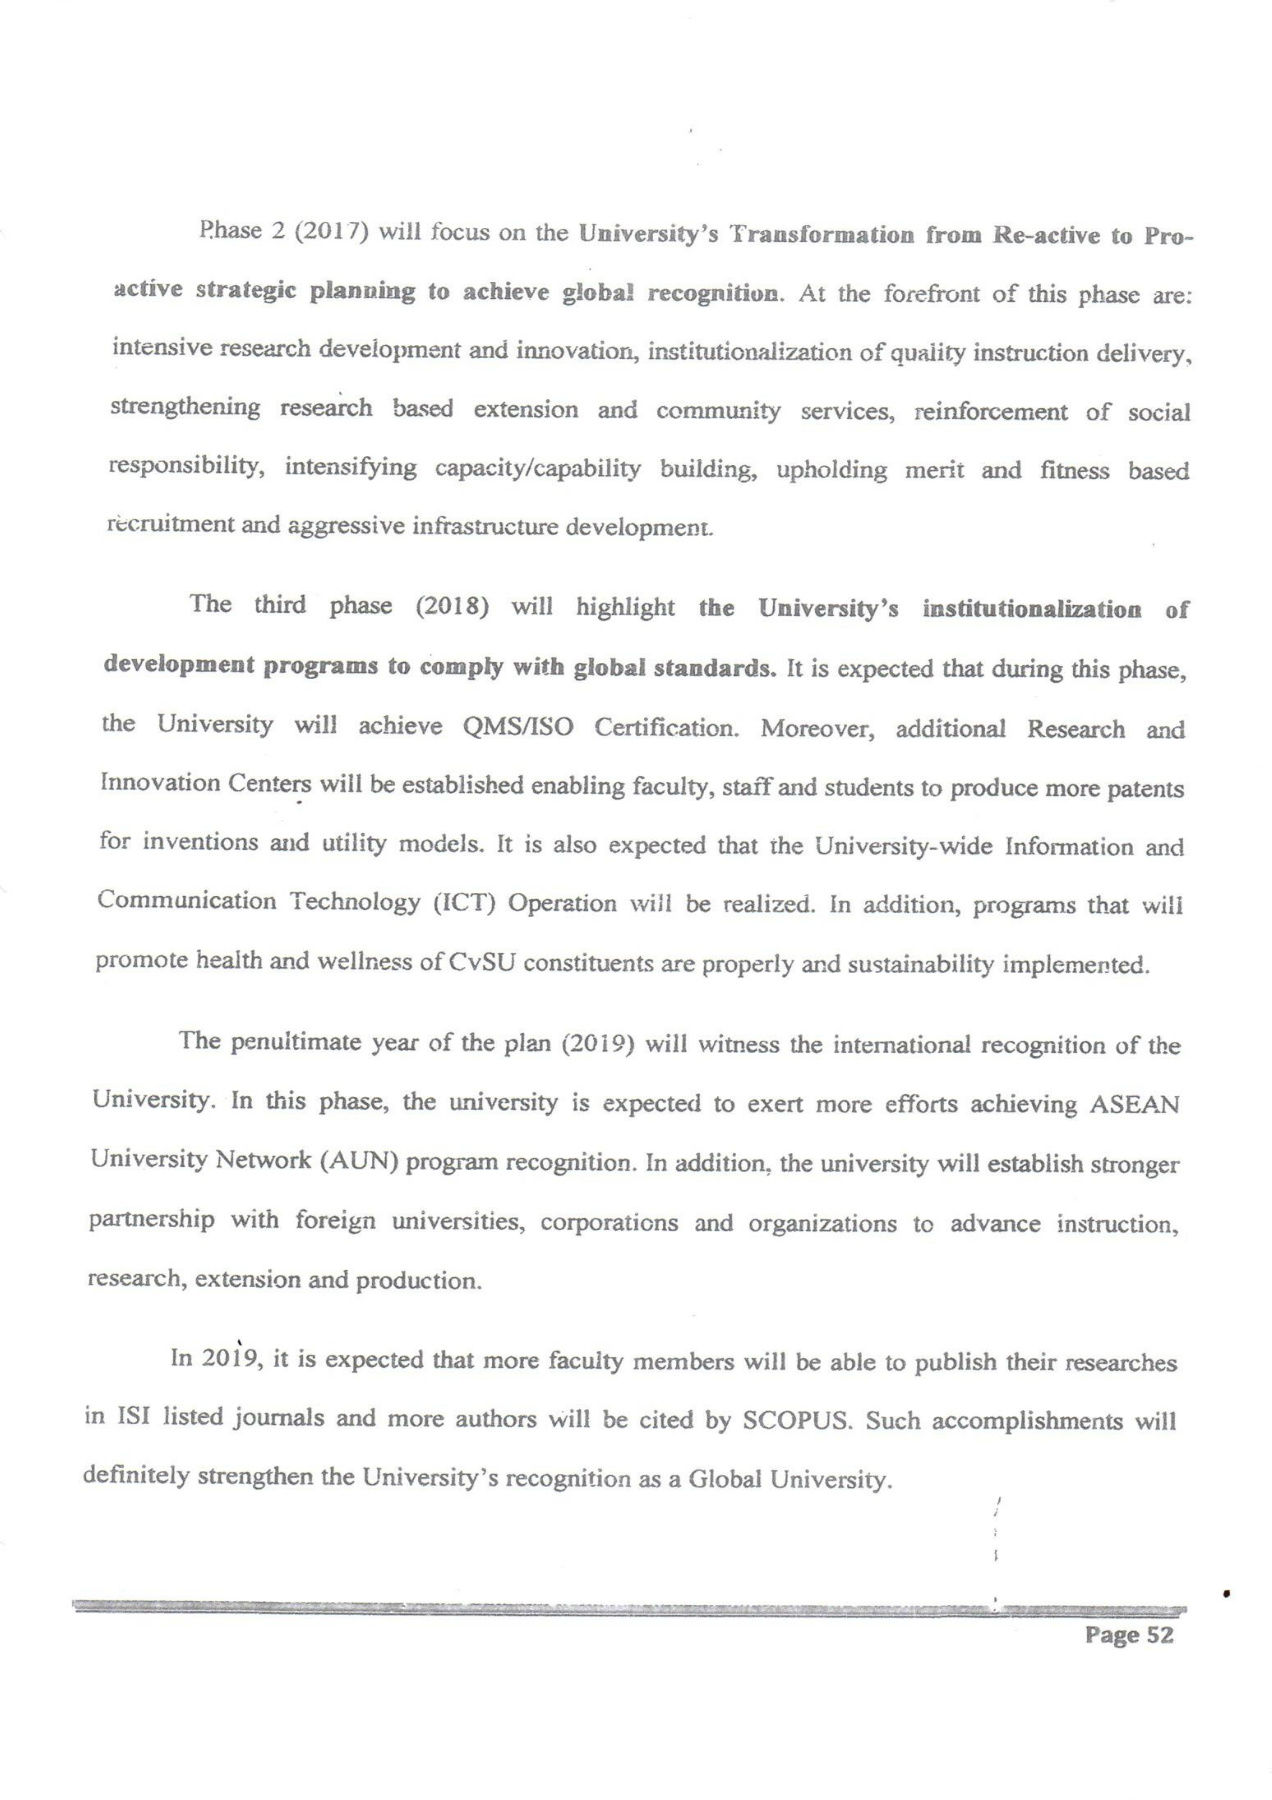 Phase 2 (2017) will focus on the University's Transformation from Re-active to Pro-
active strategic planning to achieve global recognition. At the forefront of this phase are:
intensive research development and innovation, institutionalization of quality instruction delivery,
strengthening research based extension and community services, reinforcement of social
responsibility, intensifying capacity/capability building, upholding merit and fitness based
recruitment and aggressive infrastructure development.
The third phase (2018) will highlight the University's institutionalization of
development programs to comply with global standards. It is expected that during this phase,
the University will achieve QMS/ISO Certification. Moreover, additional Research and
Innovation Centers will be established enabling faculty, staff and students to produce more patents
for inventions and utility models. It is also expected that the University-wide Information and
Communication Technology (ICT) Operation will be realized. In addition, programs that will
promote health and wellness of CvSU constituents are properly and sustainability implemented.
The penultimate year of the plan (2019) will witness the international recognition of the
University. In this phase, the university is expected to exert more efforts achieving ASEAN
University Network (AUN) program recognition. In addition, the university will establish stronger
partnership with foreign universities, corporations and organizations to advance instruction,
research, extension and production.
In 2019, it is expected that more faculty members will be able to publish their researches
in ISI listed journals and more authors will be cited by SCOPUS. Such accomplishments will
definitely strengthen the University's recognition as a Global University.
Page 52